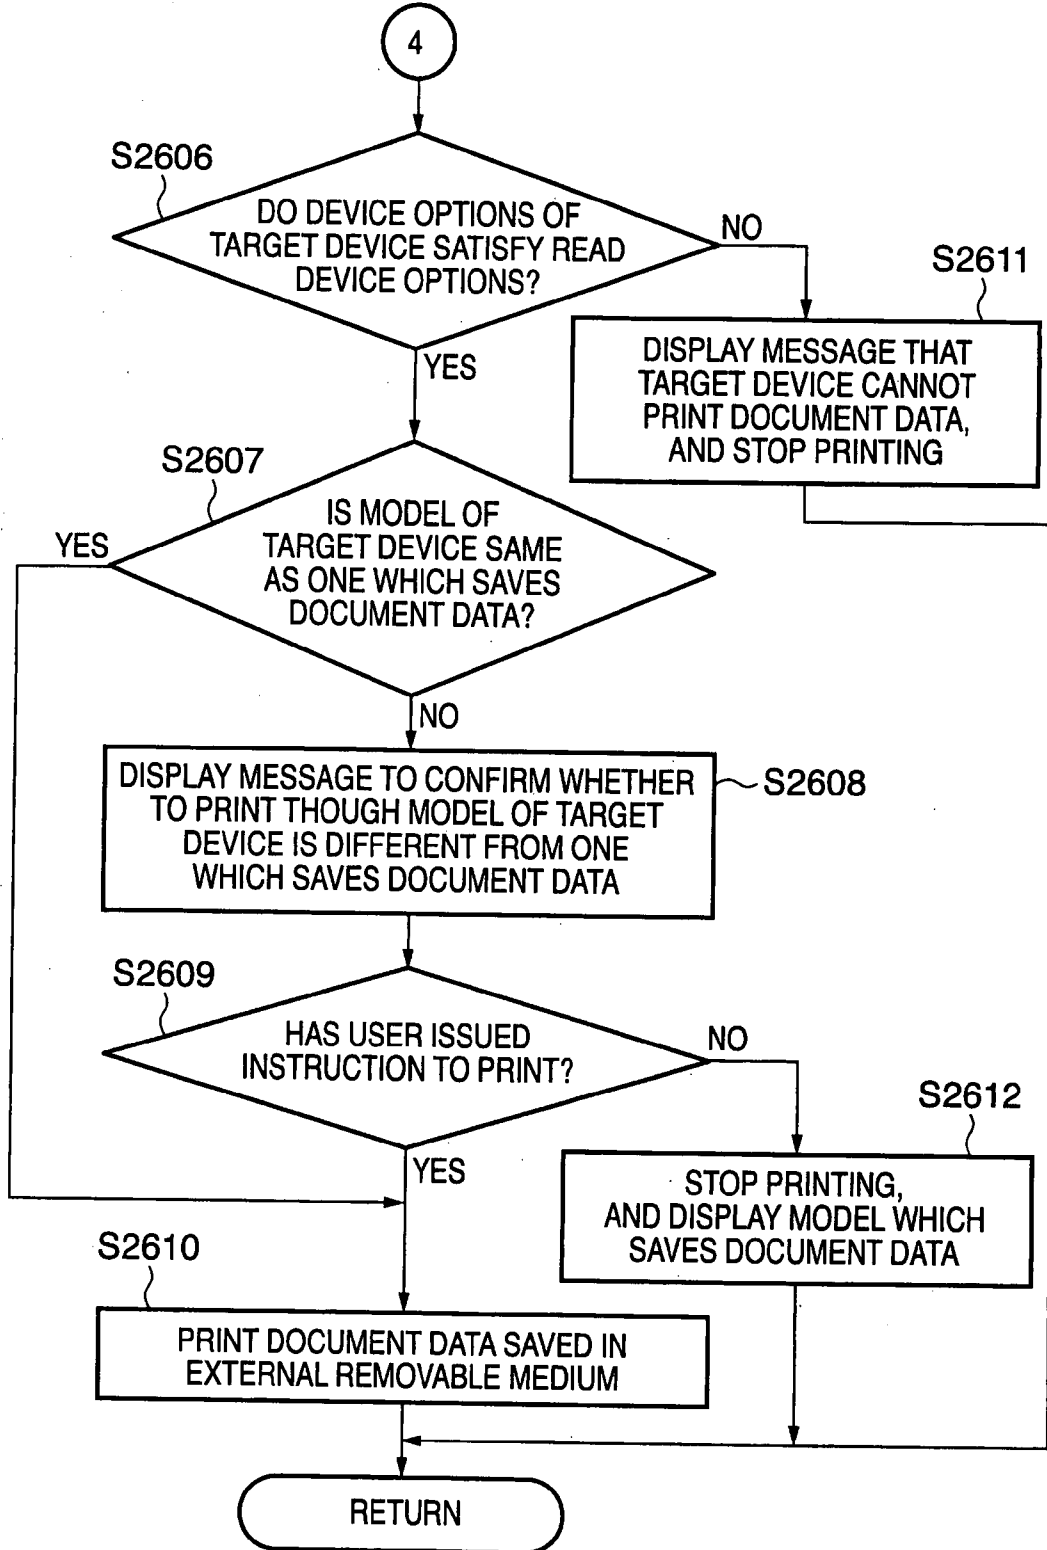 4
S2606
DO DEVICE OPTIONS OF
TARGET DEVICE SATISFY READ
DEVICE OPTIONS?
NO
YES
S2611
DISPLAY MESSAGE THAT
TARGET DEVICE CANNOT
PRINT DOCUMENT DATA,
AND STOP PRINTING
S2607
IS MODEL OF
TARGET DEVICE SAME
AS ONE WHICH SAVES
DOCUMENT DATA?
YES
NO
DISPLAY MESSAGE TO CONFIRM WHETHER
TO PRINT THOUGH MODEL OF TARGET
DEVICE IS DIFFERENT FROM ONE
WHICH SAVES DOCUMENT DATA
S2608
S2609
HAS USER ISSUED
INSTRUCTION TO PRINT?
NO
YES
S2612
STOP PRINTING,
AND DISPLAY MODEL WHICH
SAVES DOCUMENT DATA
S2610
PRINT DOCUMENT DATA SAVED IN
EXTERNAL REMOVABLE MEDIUM
RETURN